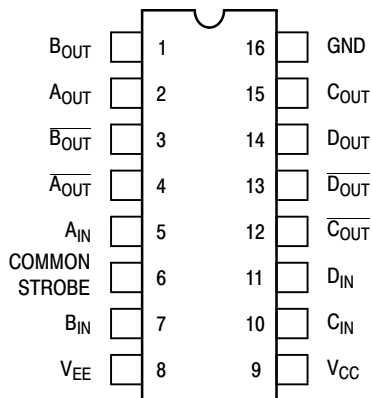 B_OUT 1 16 GND
A_OUT 2 15 C_OUT
B̅_OUT 3 14 D_OUT
A̅_OUT 4 13 D̅_OUT
A_IN 5 12 C̅_OUT
COMMON STROBE 6 11 D_IN
B_IN 7 10 C_IN
V_EE 8 9 V_CC